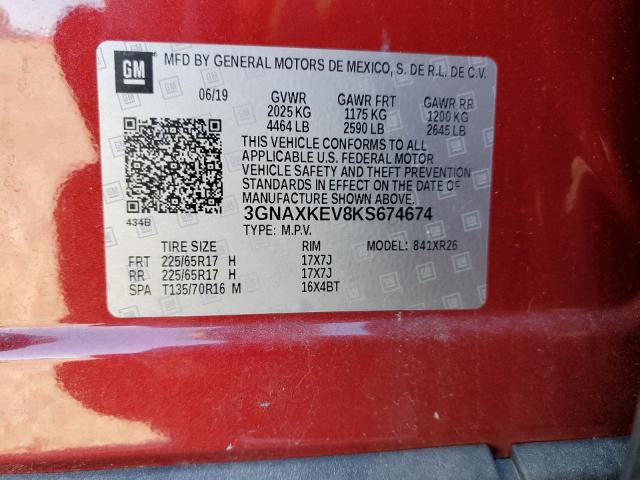 GM
MFD BY GENERAL MOTORS DE MEXICO, S. DE R.L. DE C.V.
06/19 GVWR GAWR FRT GAWR RR
2025 KG 1175 KG 1200 KG
4464 LB 2590 LB 2645 LB
THIS VEHICLE CONFORMS TO ALL
APPLICABLE U.S. FEDERAL MOTOR
VEHICLE SAFETY AND THEFT PREVENTION
STANDARDS IN EFFECT ON THE DATE OF
MANUFACTURE SHOWN ABOVE.
3GNAXKEV8KS674674
434B
TYPE: M.P.V. MODEL: 841XR26
TIRE SIZE RIM
FRT 225/65R17 H 17X7J
RR 225/65R17 H 17X7J
SPA T135/70R16 M 16X4BT